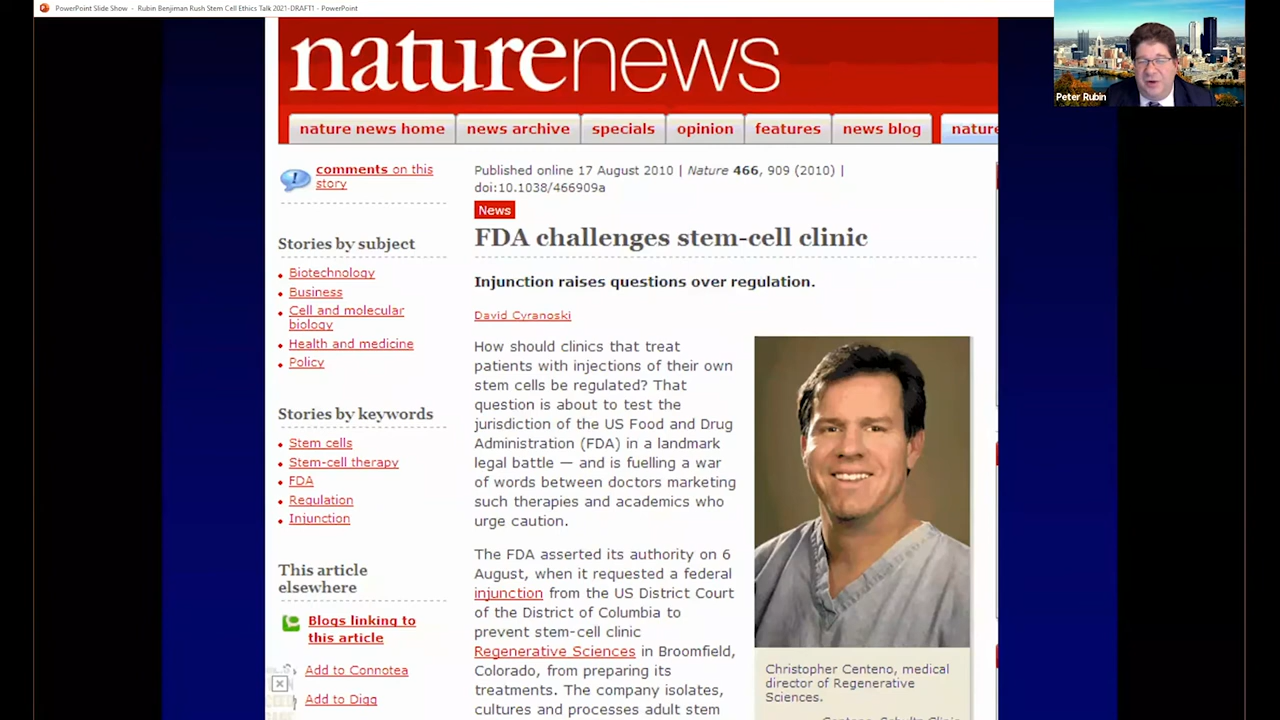 PowerPoint Slide Show - Rubin Benjiman Rush Stem Cell Ethics Talk 2021-DRAFT1 - PowerPoint
naturenews
nature news home
news archive
specials
opinion
features
news blog
nature
Peter Rubin
comments on this
story
Stories by subject
Biotechnology
Business
Cell and molecular
biology
Health and medicine
Policy
Stories by keywords
Stem cells
Stem-cell therapy
FDA
Regulation
Injunction
This article
elsewhere
Blogs linking to
this article
Add to Connotea
Add to Digg
Published online 17 August 2010 | Nature 466, 909 (2010) |
doi:10.1038/466909a
News
FDA challenges stem-cell clinic
Injunction raises questions over regulation.
David Cyranoski
How should clinics that treat
patients with injections of their own
stem cells be regulated? That
question is about to test the
jurisdiction of the US Food and Drug
Administration (FDA) in a landmark
legal battle — and is fuelling a war
of words between doctors marketing
such therapies and academics who
urge caution.
The FDA asserted its authority on 6
August, when it requested a federal
injunction from the US District Court
of the District of Columbia to
prevent stem-cell clinic
Regenerative Sciences in Broomfield,
Colorado, from preparing its
treatments. The company isolates,
cultures and processes adult stem
Christopher Centeno, medical
director of Regenerative
Sciences.